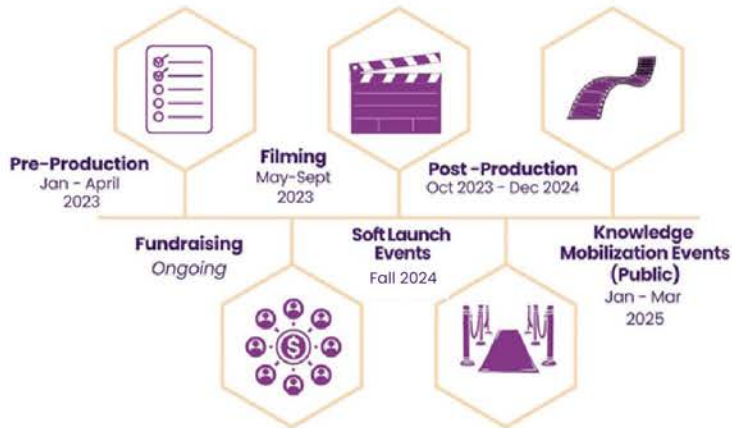 Pre-Production
Jan - April
2023
Filming
May-Sept
2023
Post -Production
Oct 2023 - Dec 2024
Fundraising
Ongoing
Soft Launch
Events
Fall 2024
Knowledge
Mobilization Events
(Public)
Jan - Mar
2025
$